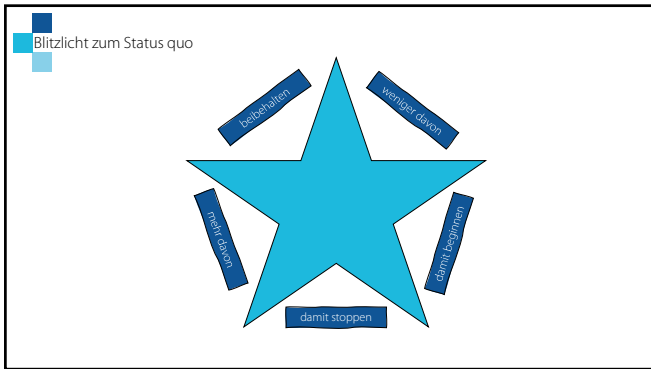 Blitzlicht zum Status quo
beibehalten
weniger davon
mehr davon
damit beginnen
damit stoppen